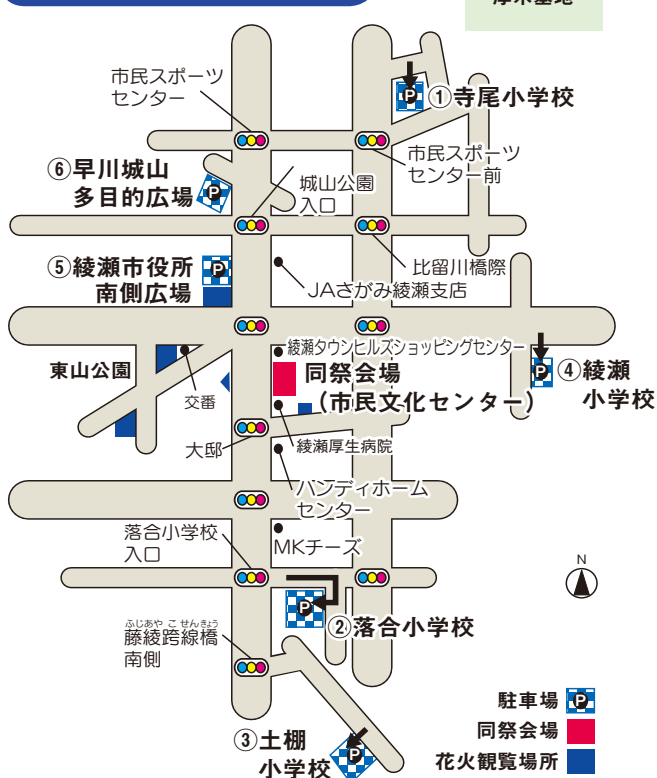 厚木基地
市民スポーツ
センター
①寺尾小学校
市民スポーツ
センター前
⑥早川城山
多目的広場
城山公園
入口
⑤綾瀬市役所
南側広場
比留川橋際
JAさがみ綾瀬支店
綾瀬タウンヒルズショッピングセンター
東山公園
同祭会場
(市民文化センター)
④綾瀬
小学校
交番
大邸
綾瀬厚生病院
ハンディホーム
センター
落合小学校
入口
MKチーズ
N
②落合小学校
ふじあやこせんきょう
藤綾跨線橋
南側
③土棚
小学校
駐車場 P
同祭会場
花火観覧場所